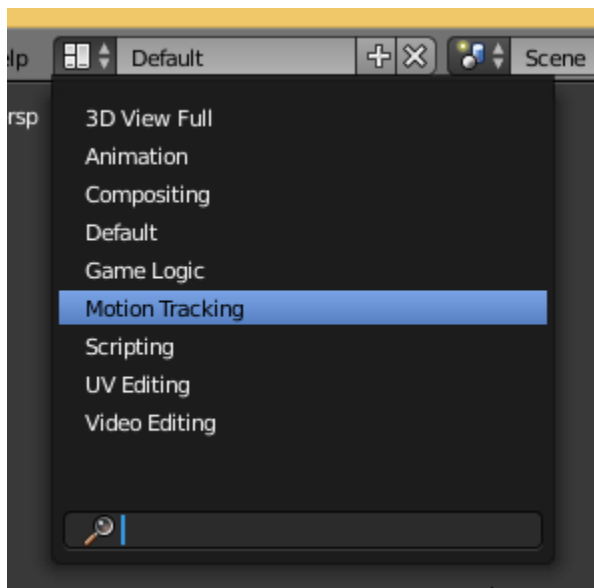 elp Default Scene
rsp
3D View Full
Animation
Compositing
Default
Game Logic
Motion Tracking
Scripting
UV Editing
Video Editing